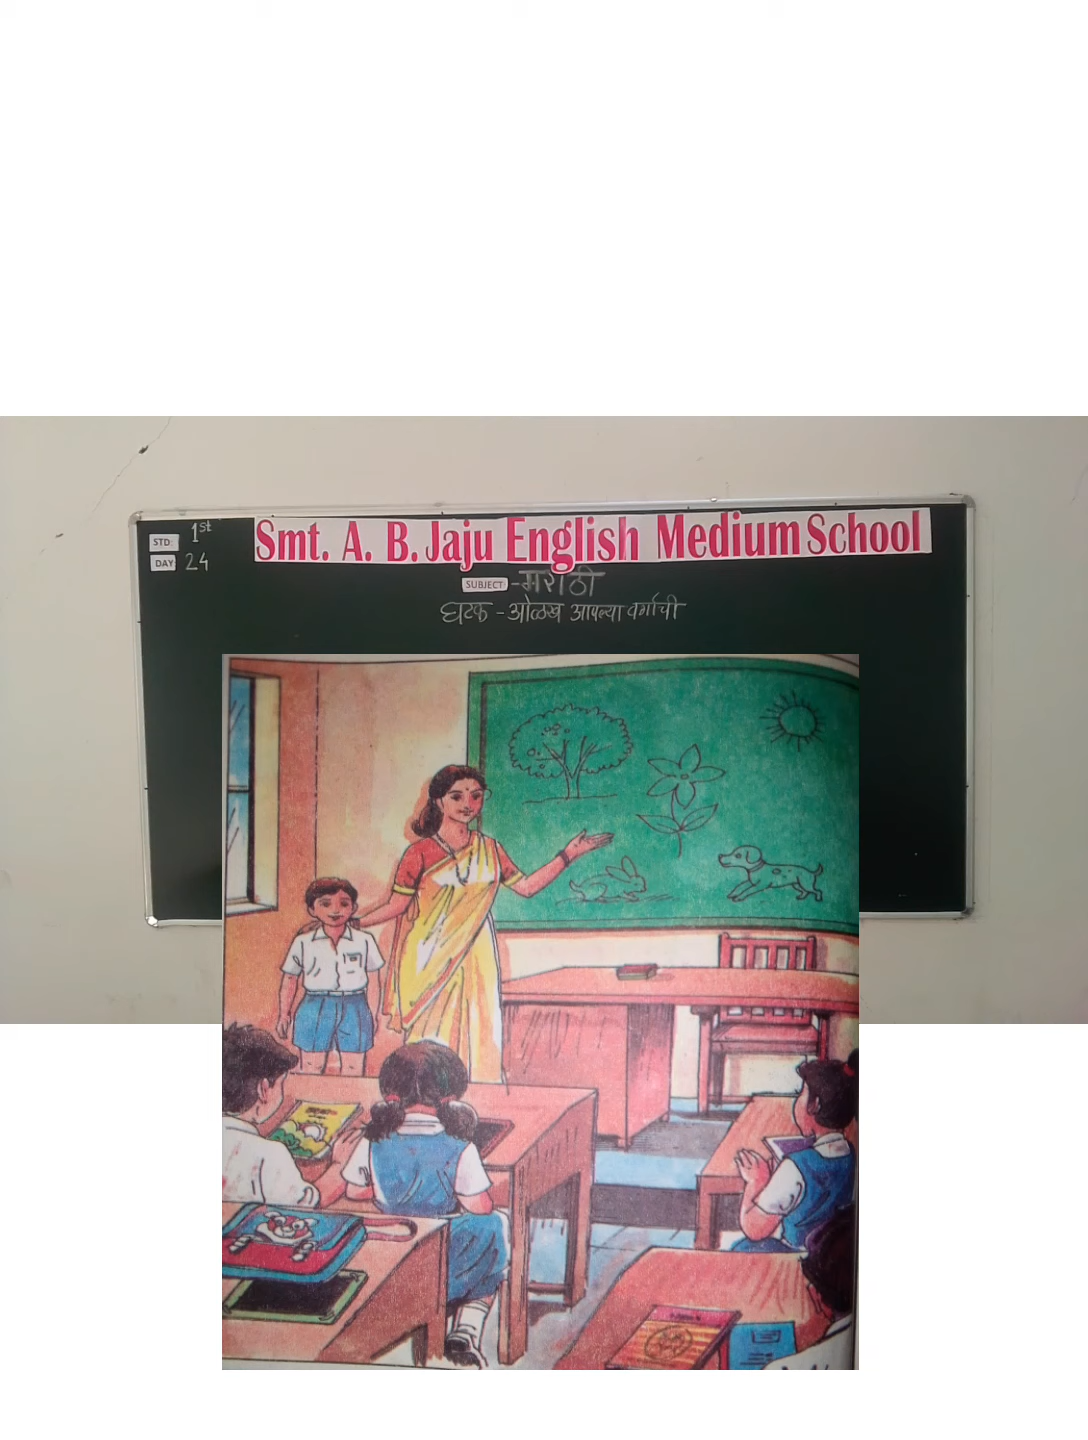 STD: 1st
Smt. A. B. Jaju English Medium School
DAY: 24
SUBJECT - मराठी
घटक - ओळख आपल्या वर्गाची